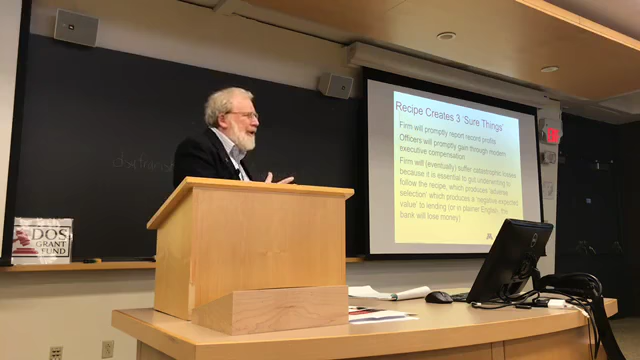 Recipe Creates 3 'Sure Things'
Firm will promptly report record profits
Officers will promptly gain through modern
executive compensation
Firm will (eventually) suffer catastrophic losses
because it is essential to gut underwriting to
follow the recipe, which produces 'adverse
selection' which produces a 'negative expected
value' to lending (or in plainer English, the
bank will lose money)
DOS
GRANT
FUND